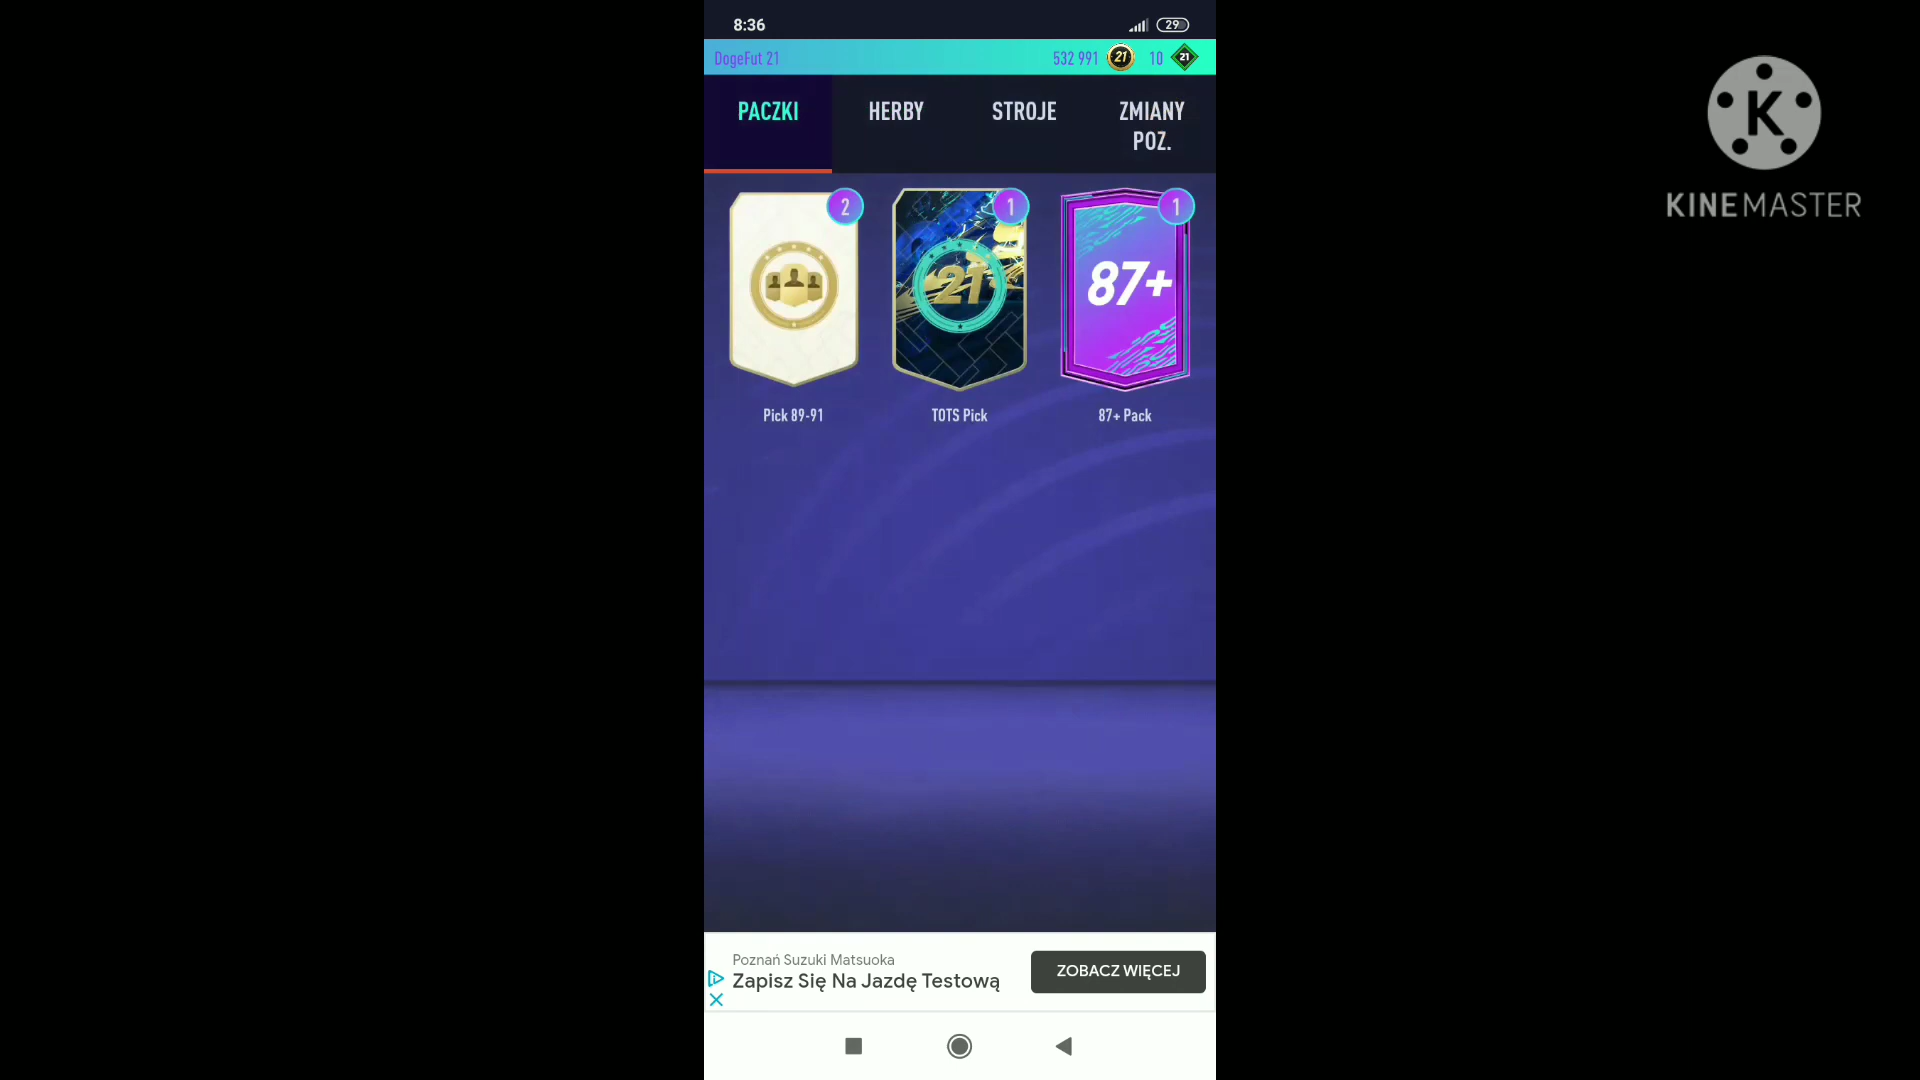 8:36
29
DogeFut 21
532 991
21
10
21
PACZKI
HERBY
STROJE
ZMIANY
POZ.
2
1
1
21
87+
Pick 89-91
TOTS Pick
87+ Pack
Poznań Suzuki Matsuoka
Zapisz Się Na Jazdę Testową
ZOBACZ WIĘCEJ
K
KINEMASTER